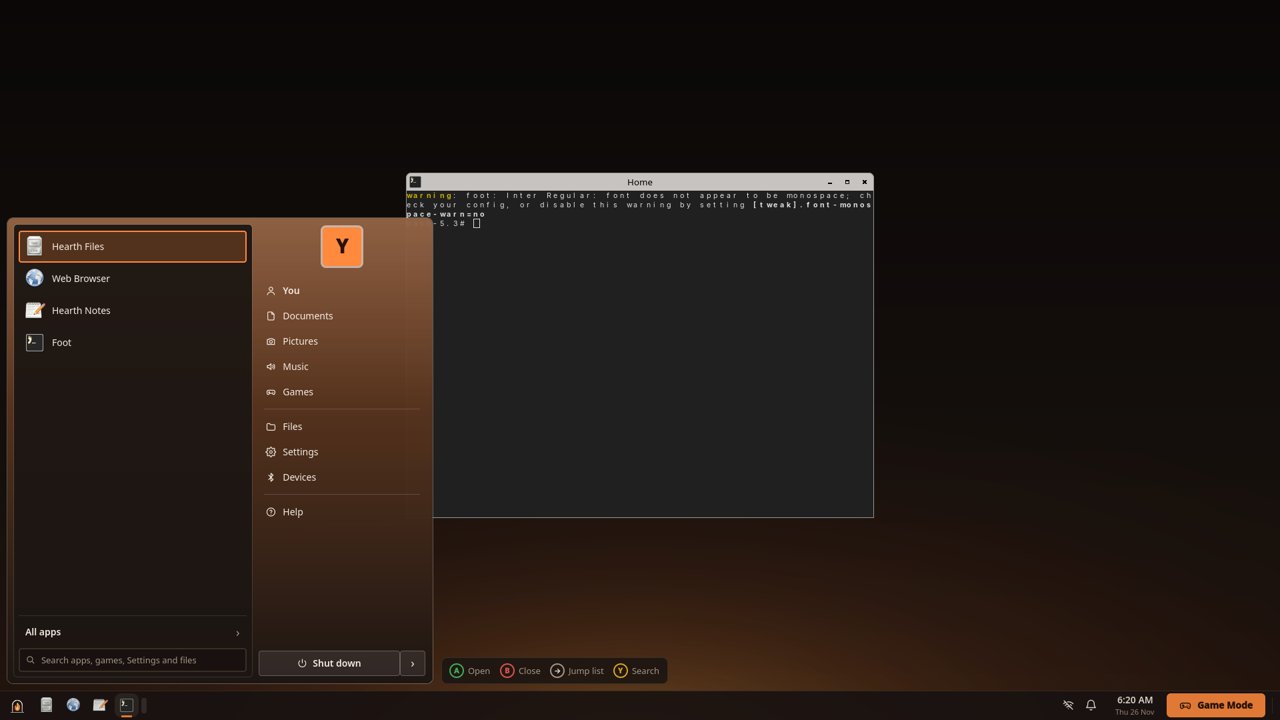 Home
warning: foot: Inter Regular: font does not appear to be monospace; ch
eck your config, or disable this warning by setting [tweak].font-monos
pace-warn=no
-5.3#
Hearth Files
Web Browser
Hearth Notes
Foot
All apps
Search apps, games, Settings and files
Y
You
Documents
Pictures
Music
Games
Files
Settings
Devices
Help
Shut down
A Open B Close Jump list Y Search
6:20 AM
Thu 26 Nov
Game Mode